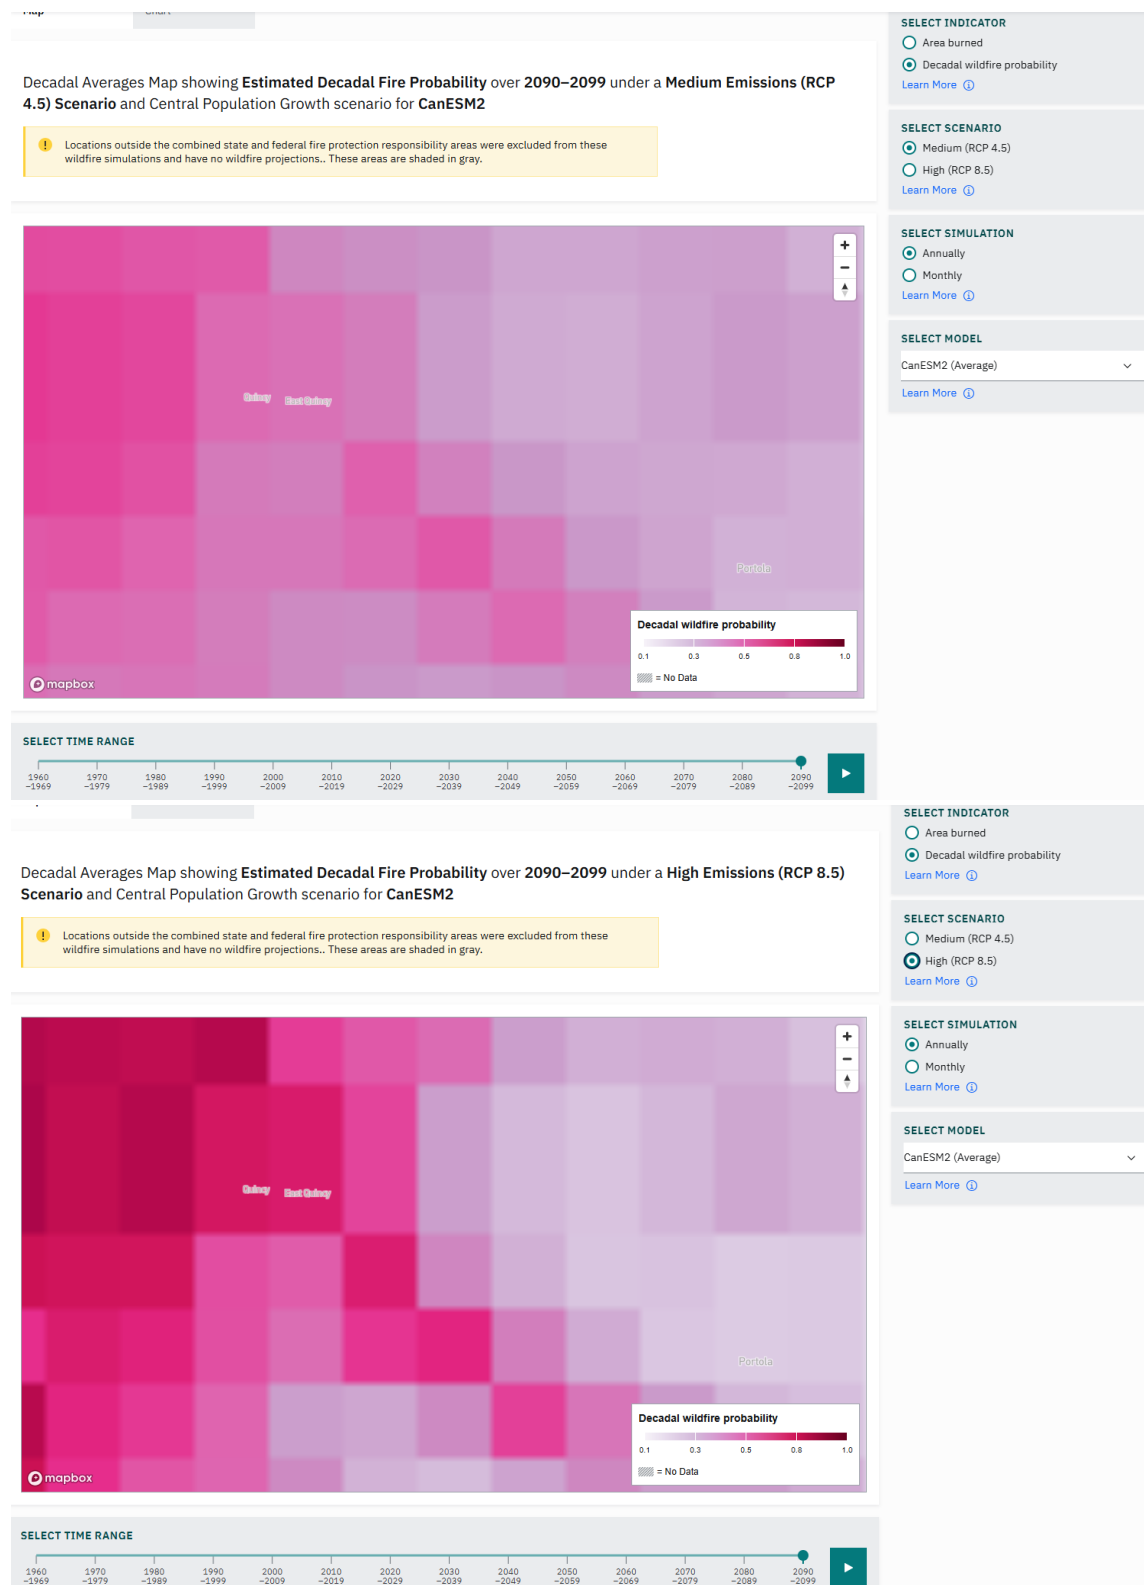 Map
Chart
Decadal Averages Map showing Estimated Decadal Fire Probability over 2090–2099 under a Medium Emissions (RCP
4.5) Scenario and Central Population Growth scenario for CanESM2
Locations outside the combined state and federal fire protection responsibility areas were excluded from these
wildfire simulations and have no wildfire projections.. These areas are shaded in gray.
Quincy
East Quincy
Portola
Decadal wildfire probability
0.1 0.3 0.5 0.8 1.0
= No Data
mapbox
SELECT TIME RANGE
1960 1970 1980 1990 2000 2010 2020 2030 2040 2050 2060 2070 2080 2090
–1969 –1979 –1989 –1999 –2009 –2019 –2029 –2039 –2049 –2059 –2069 –2079 –2089 –2099
SELECT INDICATOR
Area burned
Decadal wildfire probability
Learn More
SELECT SCENARIO
Medium (RCP 4.5)
High (RCP 8.5)
Learn More
SELECT SIMULATION
Annually
Monthly
Learn More
SELECT MODEL
CanESM2 (Average)
Learn More
Decadal Averages Map showing Estimated Decadal Fire Probability over 2090–2099 under a High Emissions (RCP 8.5)
Scenario and Central Population Growth scenario for CanESM2
Locations outside the combined state and federal fire protection responsibility areas were excluded from these
wildfire simulations and have no wildfire projections.. These areas are shaded in gray.
Quincy
East Quincy
Portola
Decadal wildfire probability
0.1 0.3 0.5 0.8 1.0
= No Data
mapbox
SELECT TIME RANGE
1960 1970 1980 1990 2000 2010 2020 2030 2040 2050 2060 2070 2080 2090
–1969 –1979 –1989 –1999 –2009 –2019 –2029 –2039 –2049 –2059 –2069 –2079 –2089 –2099
SELECT INDICATOR
Area burned
Decadal wildfire probability
Learn More
SELECT SCENARIO
Medium (RCP 4.5)
High (RCP 8.5)
Learn More
SELECT SIMULATION
Annually
Monthly
Learn More
SELECT MODEL
CanESM2 (Average)
Learn More